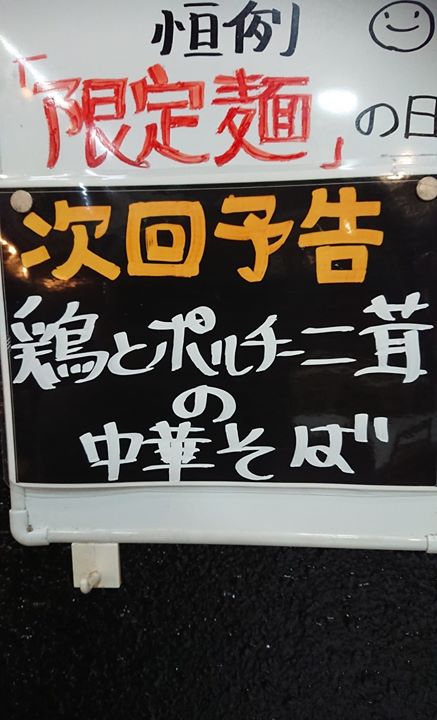 恒例
「限定麺」の日
次回予告
鶏とポルチーニ茸
の
中華そば